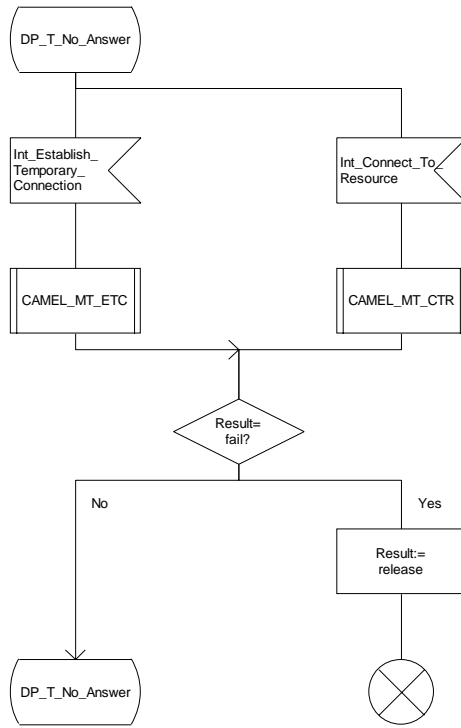 DP_T_No_Answer
Int_Establish_
Temporary_
Connection
Int_Connect_To_
Resource
CAMEL_MT_ETC
CAMEL_MT_CTR
Result=
fail?
No
Yes
Result:=
release
DP_T_No_Answer